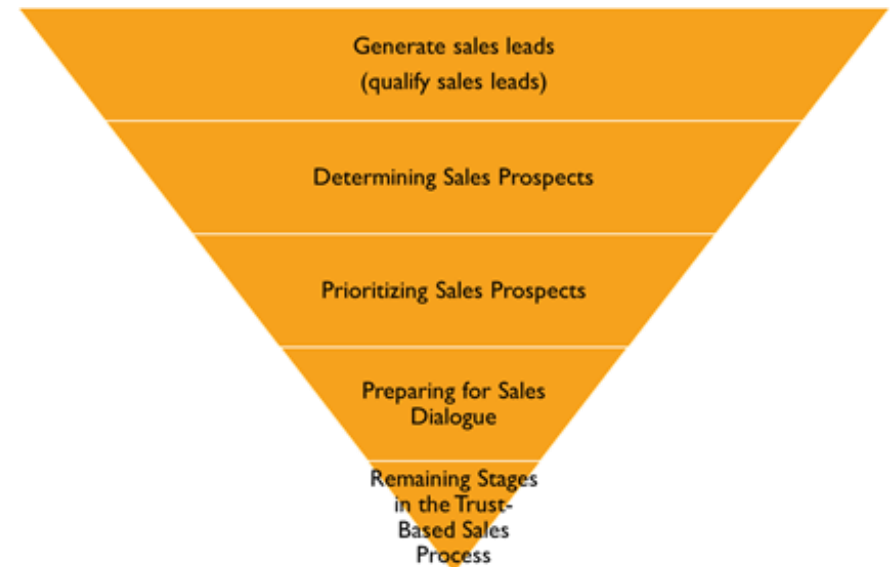 Generate sales leads
(qualify sales leads)
Determining Sales Prospects
Prioritizing Sales Prospects
Preparing for Sales
Dialogue
Remaining Stages
in the Trust-
Based Sales
Process